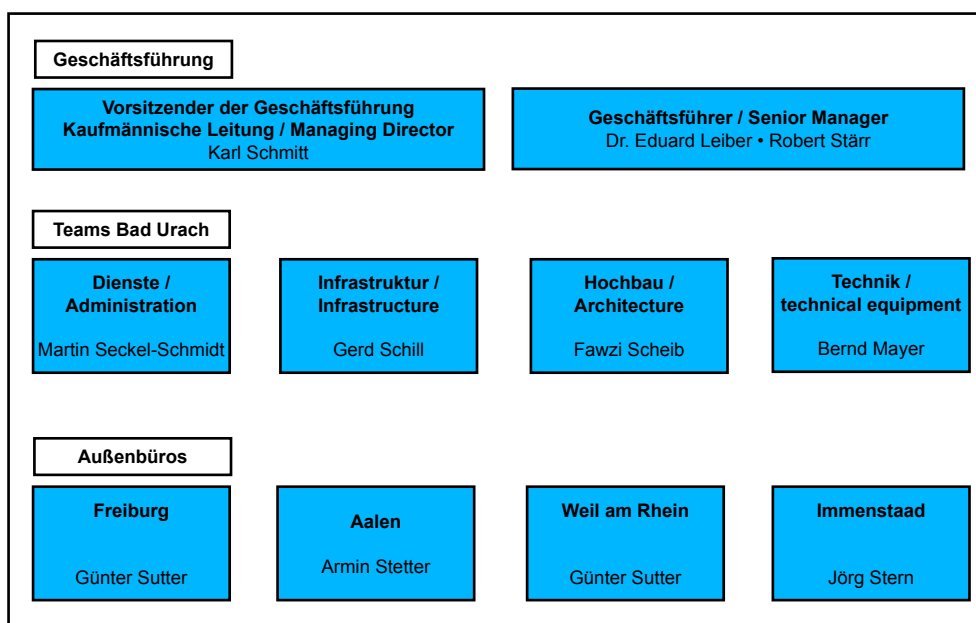 Geschäftsführung
Vorsitzender der Geschäftsführung
Kaufmännische Leitung / Managing Director
Karl Schmitt
Geschäftsführer / Senior Manager
Dr. Eduard Leiber • Robert Stärr
Teams Bad Urach
Dienste /
Administration
Martin Seckel-Schmidt
Infrastruktur /
Infrastructure
Gerd Schill
Hochbau /
Architecture
Fawzi Scheib
Technik /
technical equipment
Bernd Mayer
Außenbüros
Freiburg
Günter Sutter
Aalen
Armin Stetter
Weil am Rhein
Günter Sutter
Immenstaad
Jörg Stern